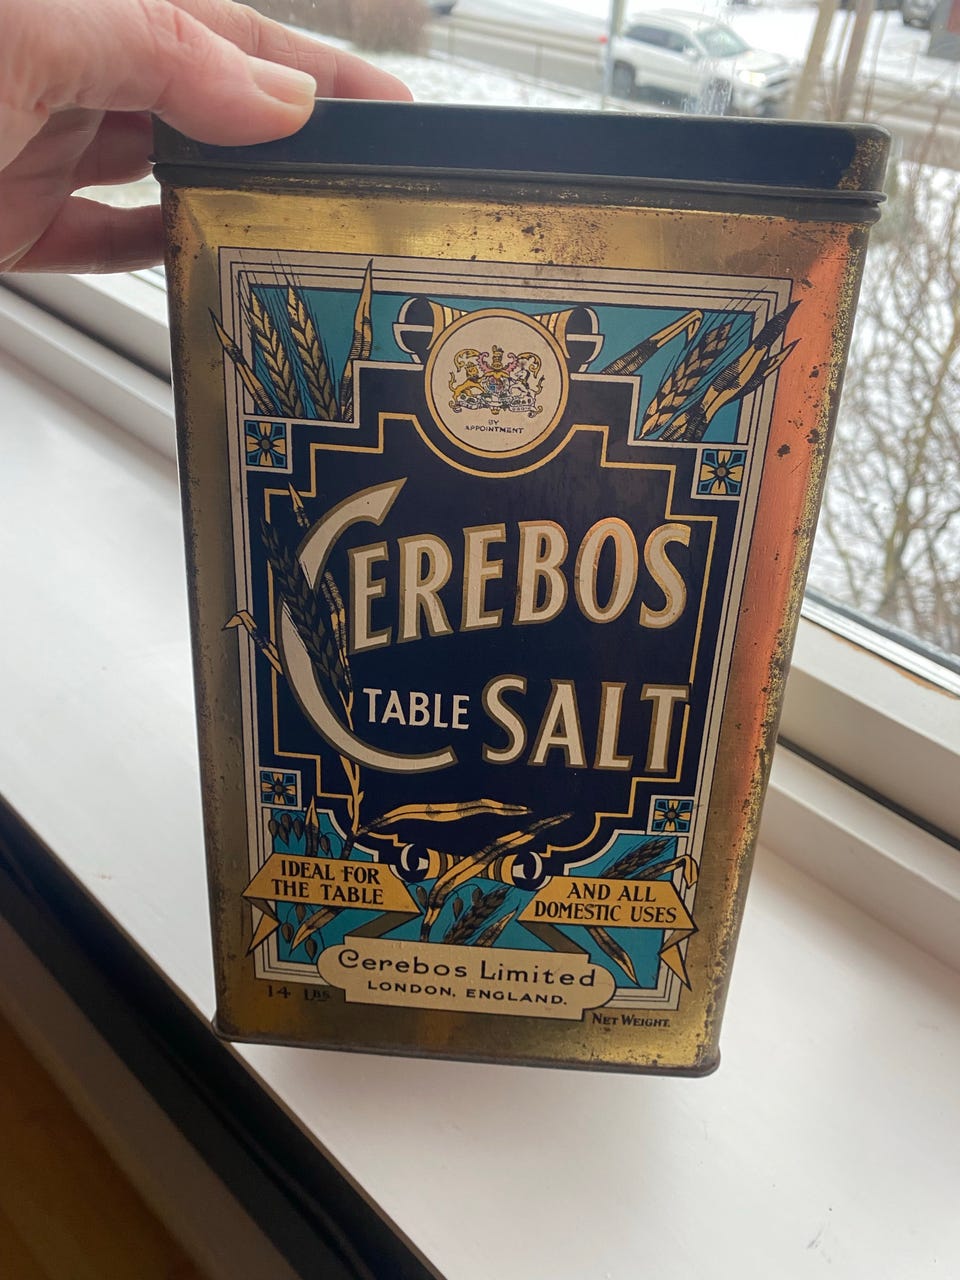 BY
APPOINTMENT
CEREBOS
TABLE SALT
IDEAL FOR
THE TABLE
AND ALL
DOMESTIC USES
Cerebos Limited
LONDON, ENGLAND.
14 LBS.
NET WEIGHT.